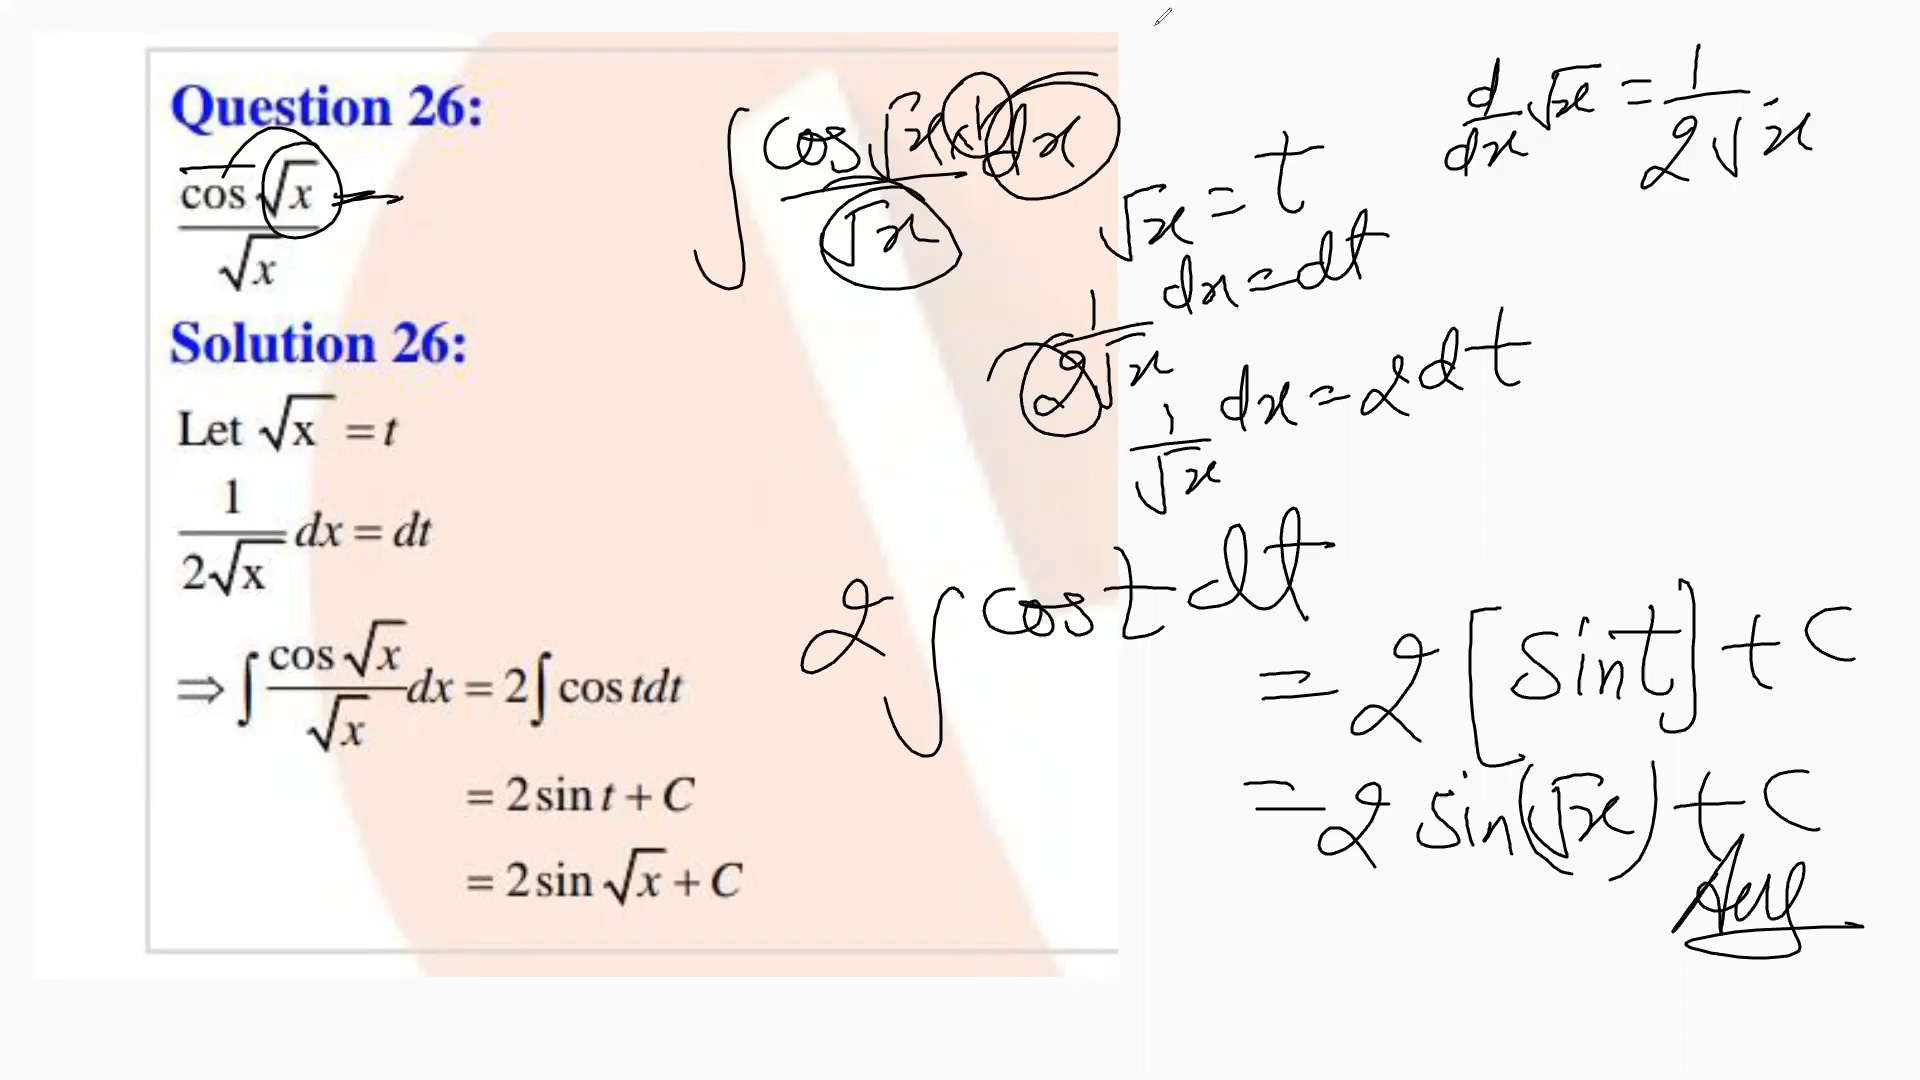 Question 26:
cos √x
√x
Solution 26:
Let √x = t
1
2√x dx = dt
⇒ ∫ cos √x / √x dx = 2∫ cos t dt
= 2 sin t + C
= 2 sin √x + C
∫ cos √x × 1 dx
√x
d/dx √x = 1 / 2√x
√x = t
1 / 2√x dx = dt
1 / √x dx = 2 dt
2 ∫ cos t dt
= 2 [sin t] + C
= 2 sin(√x) + C
Ans